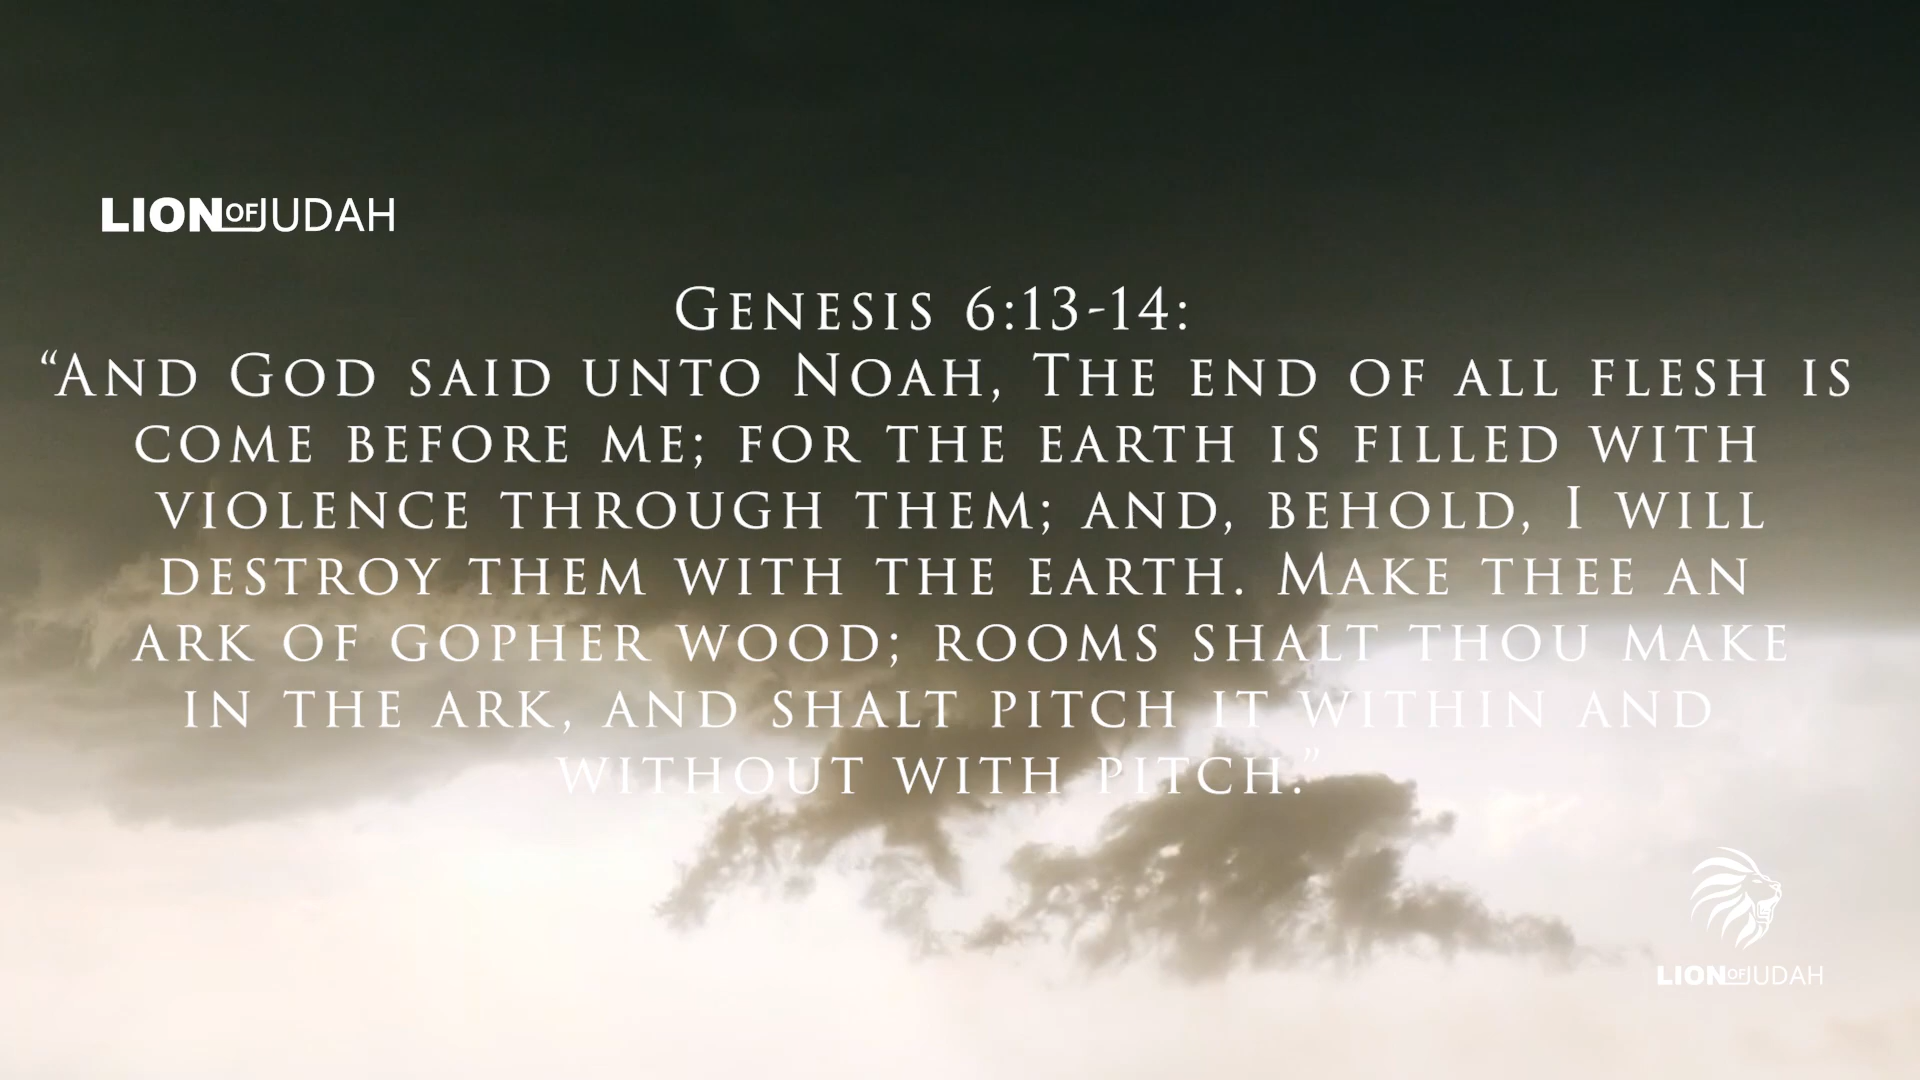 LION OF JUDAH
Genesis 6:13-14:
“And God said unto Noah, The end of all flesh is
come before me; for the earth is filled with
violence through them; and, behold, I will
destroy them with the earth. Make thee an
ark of gopher wood; rooms shalt thou make
in the ark, and shalt pitch it within and
without with pitch.”
LION OF JUDAH